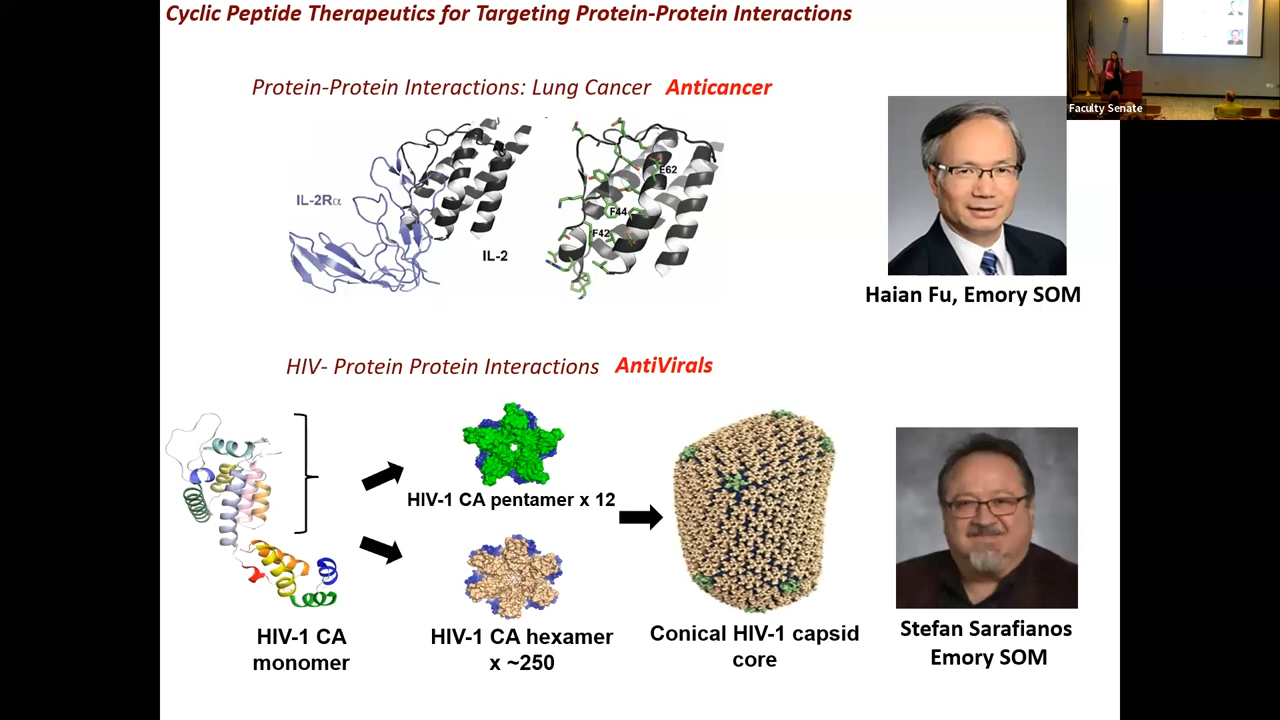 Cyclic Peptide Therapeutics for Targeting Protein-Protein Interactions
Faculty Senate
Protein-Protein Interactions: Lung Cancer Anticancer
IL-2Rα
IL-2
E62
F44
F42
Haian Fu, Emory SOM
HIV- Protein Protein Interactions AntiVirals
HIV-1 CA pentamer x 12
HIV-1 CA
monomer
HIV-1 CA hexamer
x ~250
Conical HIV-1 capsid
core
Stefan Sarafianos
Emory SOM